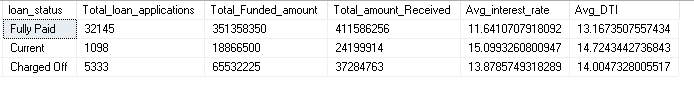 loan_status Total_loan_applications Total_Funded_amount Total_amount_Received Avg_interest_rate Avg_DTI
Fully Paid 32145 351358350 411586256 11.6410707918092 13.1673507557434
Current 1098 18866500 24199914 15.0993260800947 14.7243442736843
Charged Off 5333 65532225 37284763 13.8785749318289 14.0047328005517